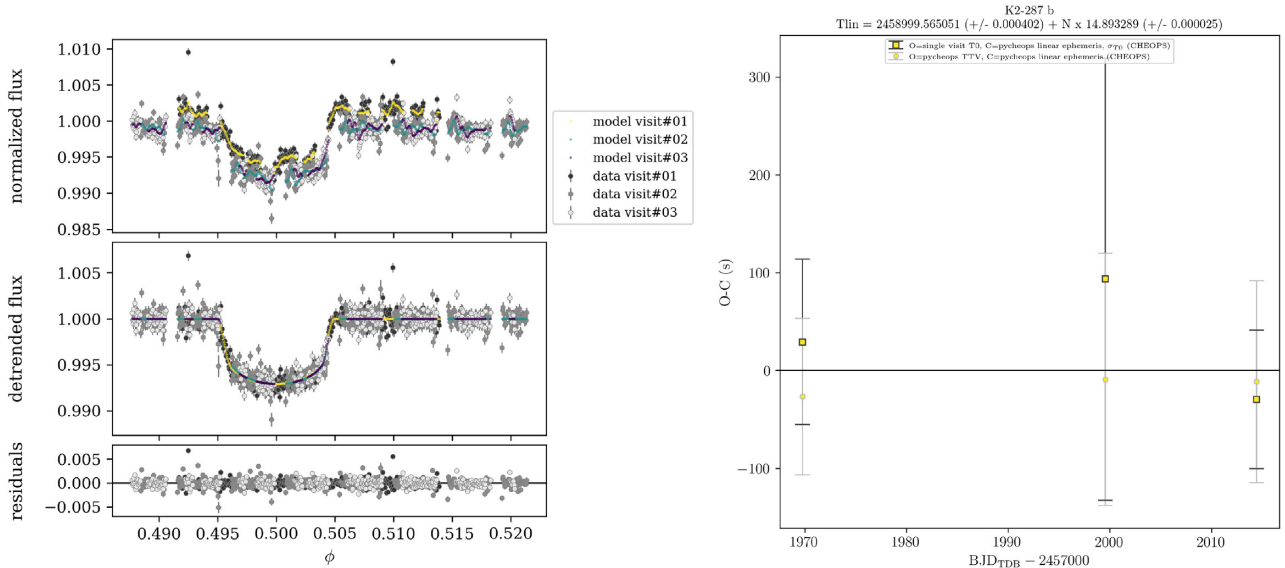 normalized flux
1.010
1.005
1.000
0.995
0.990
0.985
model visit#01
model visit#02
model visit#03
data visit#01
data visit#02
data visit#03
detrended flux
1.005
1.000
0.995
0.990
residuals
0.005
0.000
−0.005
0.490 0.495 0.500 0.505 0.510 0.515 0.520
ϕ
K2-287 b
Tlin = 2458999.565051 (+/- 0.000402) + N x 14.893289 (+/- 0.000025)
O=single visit T0, C=pycheops linear ephemeris, σT0 (CHEOPS)
O=pycheops TTV, C=pycheops linear ephemeris (CHEOPS)
O-C (s)
300
200
100
0
−100
1970 1980 1990 2000 2010
BJDTDB − 2457000